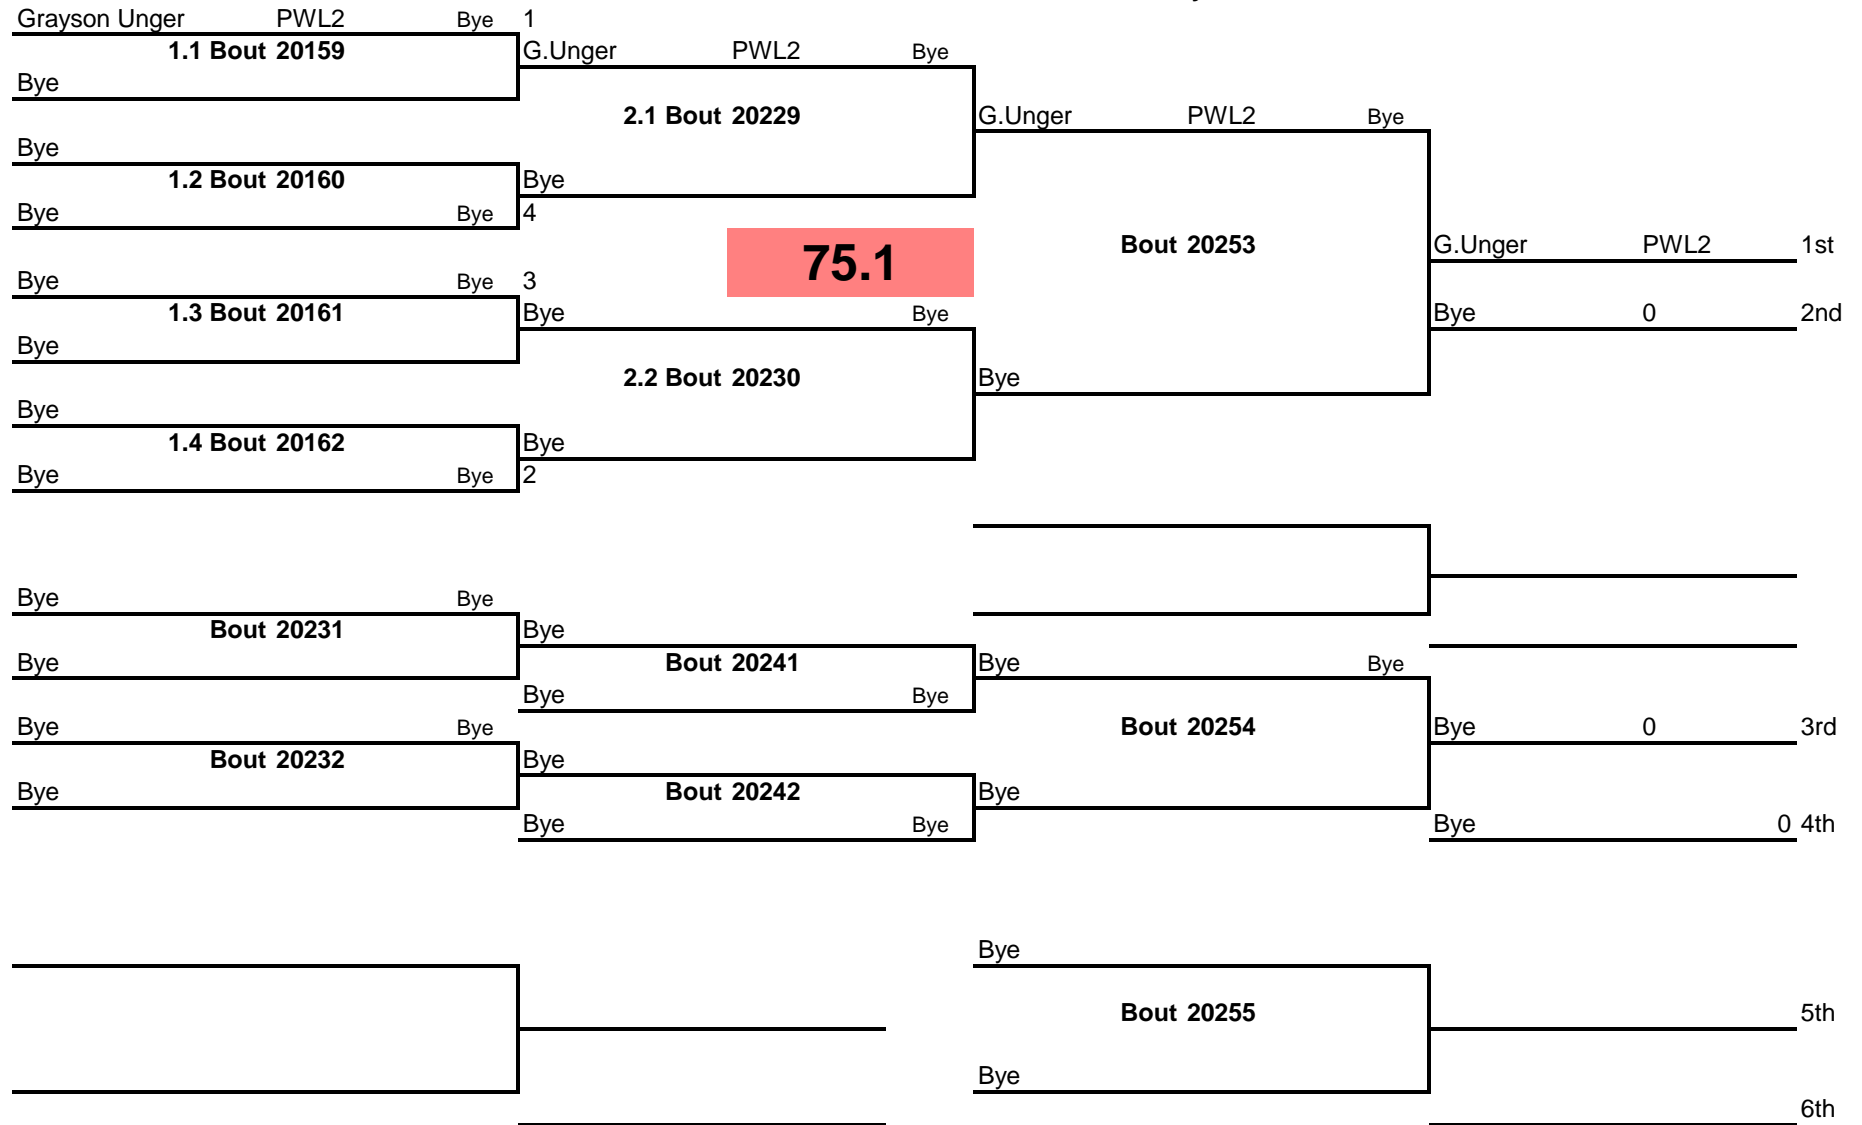 Grayson Unger PWL2 Bye 1
1.1 Bout 20159 G.Unger PWL2 Bye
Bye
2.1 Bout 20229 G.Unger PWL2 Bye
Bye
1.2 Bout 20160 Bye
Bye Bye 4
75.1 Bout 20253 G.Unger PWL2 1st
Bye Bye 3
1.3 Bout 20161 Bye Bye Bye 0 2nd
Bye
2.2 Bout 20230 Bye
Bye
1.4 Bout 20162 Bye
Bye Bye 2
Bye Bye
Bout 20231 Bye
Bye Bout 20241 Bye Bye
Bye Bye
Bye Bye Bout 20254 Bye 0 3rd
Bout 20232 Bye
Bye Bout 20242 Bye
Bye Bye Bye 0 4th
Bye
Bout 20255 5th
Bye
6th